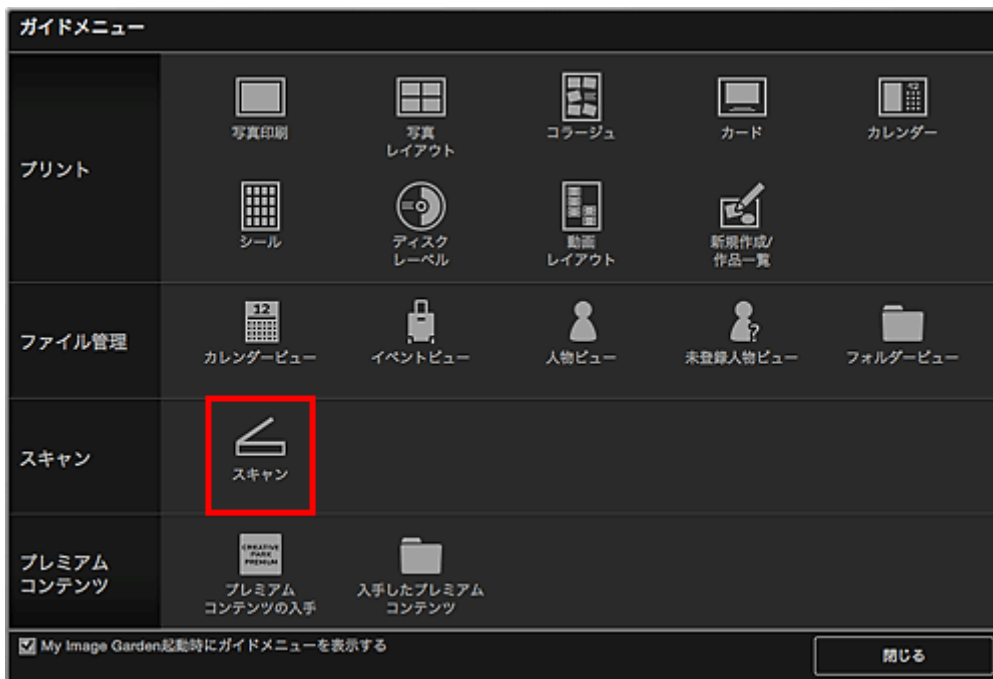 ガイドメニュー
プリント
写真印刷
写真
レイアウト
コラージュ
カード
12
カレンダー
シール
ディスク
レーベル
動画
レイアウト
新規作成/
作品一覧
ファイル管理
12
カレンダービュー
イベントビュー
人物ビュー
?
未登録人物ビュー
フォルダービュー
スキャン
スキャン
プレミアム
コンテンツ
CREATIVE
PARK
PREMIUM
プレミアム
コンテンツの入手
入手したプレミアム
コンテンツ
My Image Garden起動時にガイドメニューを表示する
閉じる